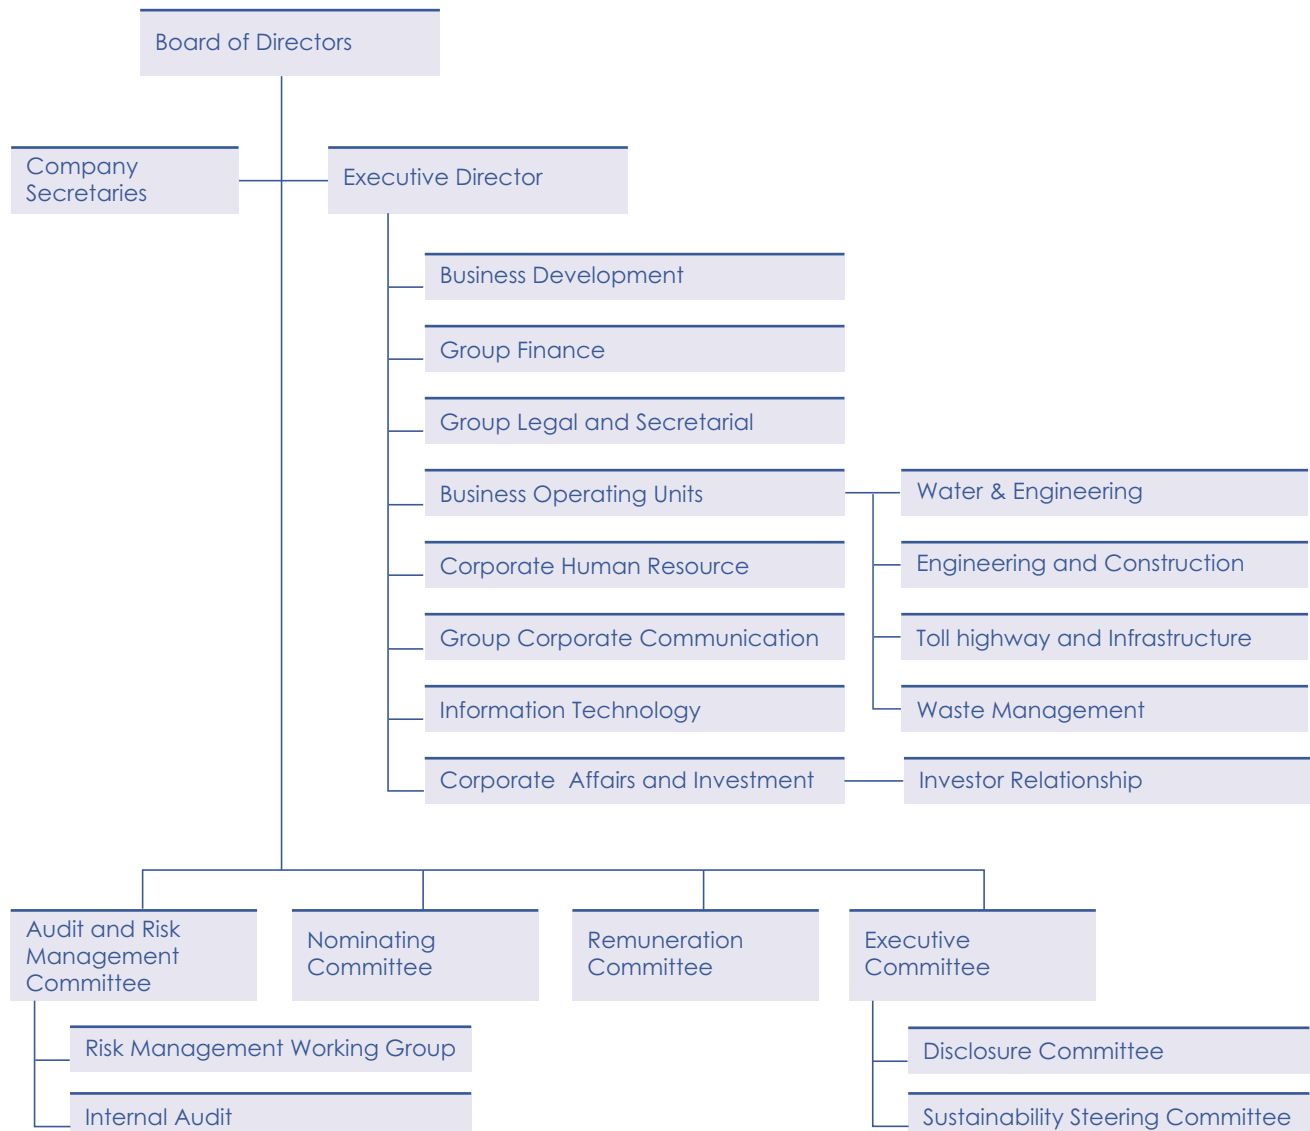 Board of Directors
Company
Secretaries
Executive Director
Business Development
Group Finance
Group Legal and Secretarial
Business Operating Units
Water & Engineering
Engineering and Construction
Corporate Human Resource
Group Corporate Communication
Toll highway and Infrastructure
Information Technology
Waste Management
Corporate Affairs and Investment
Investor Relationship
Audit and Risk
Management
Committee
Nominating
Committee
Remuneration
Committee
Executive
Committee
Risk Management Working Group
Internal Audit
Disclosure Committee
Sustainability Steering Committee